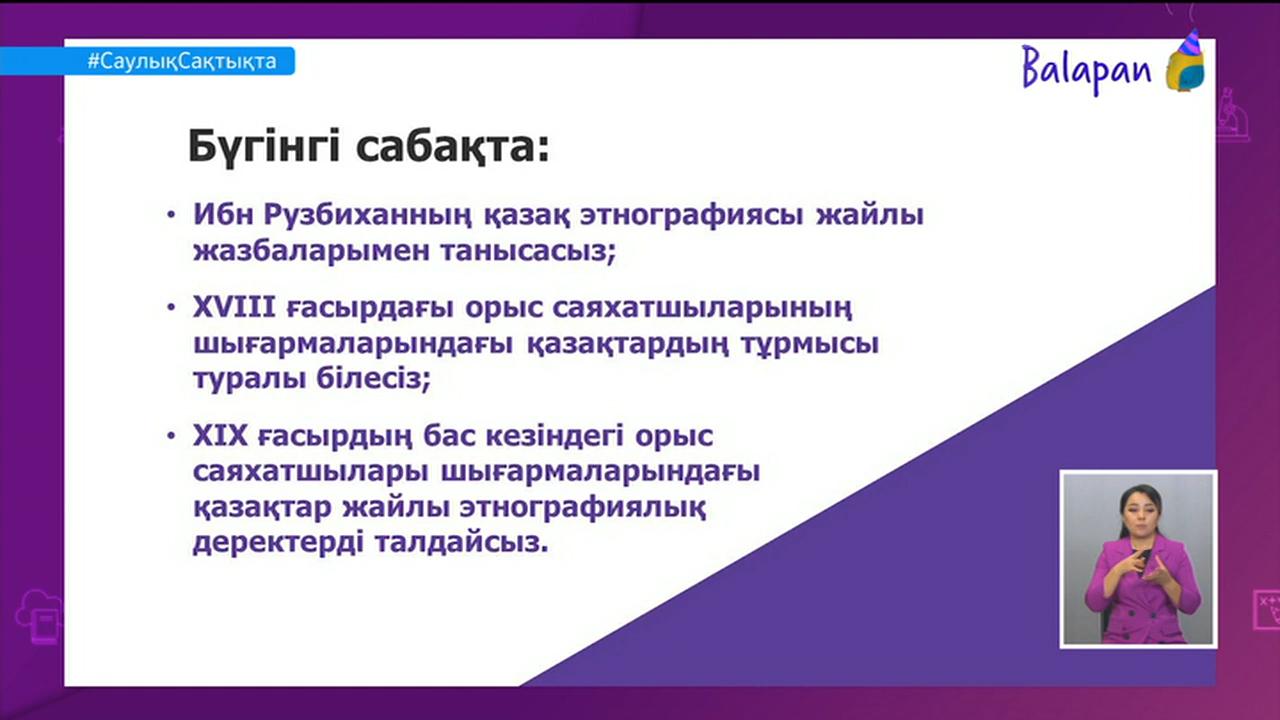 #СаулықСақтықта
Balapan
Бүгінгі сабақта:
• Ибн Рузбиханның қазақ этнографиясы жайлы
жазбаларымен танысасыз;
• XVIII ғасырдағы орыс саяхатшыларының
шығармаларындағы қазақтардың тұрмысы
туралы білесіз;
• XIX ғасырдың бас кезіндегі орыс
саяхатшылары шығармаларындағы
қазақтар жайлы этнографиялық
деректерді талдайсыз.